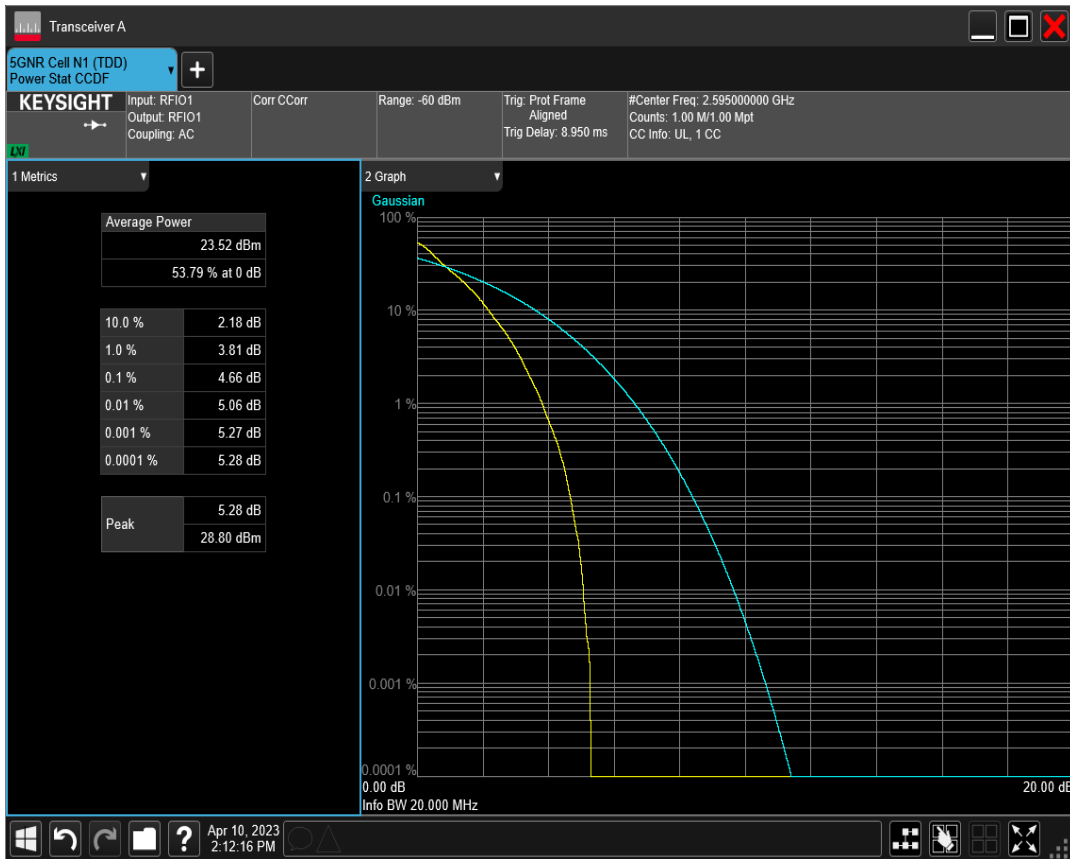 Transceiver A
5GNR Cell N1 (TDD)
Power Stat CCDF
+
KEYSIGHT
LXI
Input: RFIO1
Output: RFIO1
Coupling: AC
Corr CCorr
Range: -60 dBm
Trig: Prot Frame
Aligned
Trig Delay: 8.950 ms
#Center Freq: 2.595000000 GHz
Counts: 1.00 M/1.00 Mpt
CC Info: UL, 1 CC
1 Metrics
Average Power
23.52 dBm
53.79 % at 0 dB
10.0 % 2.18 dB
1.0 % 3.81 dB
0.1 % 4.66 dB
0.01 % 5.06 dB
0.001 % 5.27 dB
0.0001 % 5.28 dB
Peak
5.28 dB
28.80 dBm
2 Graph
Gaussian
100 %
10 %
1 %
0.1 %
0.01 %
0.001 %
0.0001 %
0.00 dB 20.00 dB
Info BW 20.000 MHz
?
Apr 10, 2023
2:12:16 PM